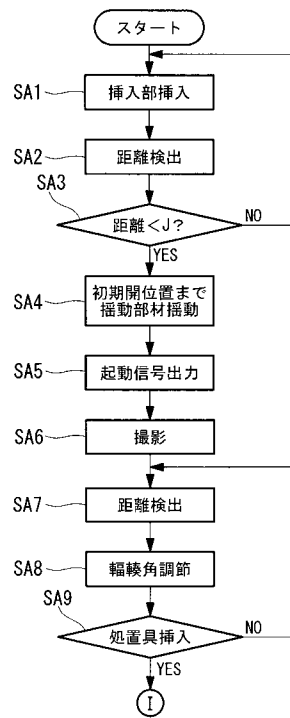 スタート
SA1 挿入部挿入
SA2 距離検出
SA3 距離<J? NO
YES
SA4 初期開位置まで
揺動部材揺動
SA5 起動信号出力
SA6 撮影
SA7 距離検出
SA8 輻輳角調節
SA9 処置具挿入 NO
YES
I